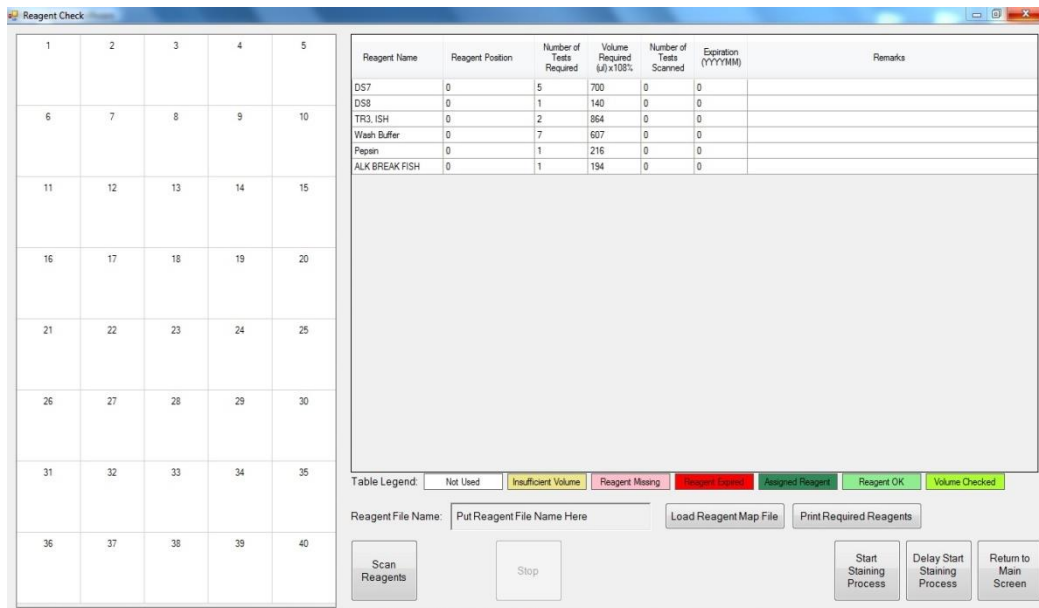 Reagent Check
1 2 3 4 5
6 7 8 9 10
11 12 13 14 15
16 17 18 19 20
21 22 23 24 25
26 27 28 29 30
31 32 33 34 35
36 37 38 39 40
Reagent Name Reagent Position Number of Tests Required Volume Required (ul) x108% Number of Tests Scanned Expiration (YYYYMM) Remarks
DS7 0 5 700 0 0
DS8 0 1 140 0 0
TR3, ISH 0 2 864 0 0
Wash Buffer 0 7 607 0 0
Pepsin 0 1 216 0 0
ALK BREAK FISH 0 1 194 0 0
Table Legend: Not Used Insufficient Volume Reagent Missing Assigned Reagent Reagent OK Volume Checked
Reagent File Name: Put Reagent File Name Here Load Reagent Map File Print Required Reagents
Scan Reagents
Stop
Start Staining Process
Delay Start Staining Process
Return to Main Screen